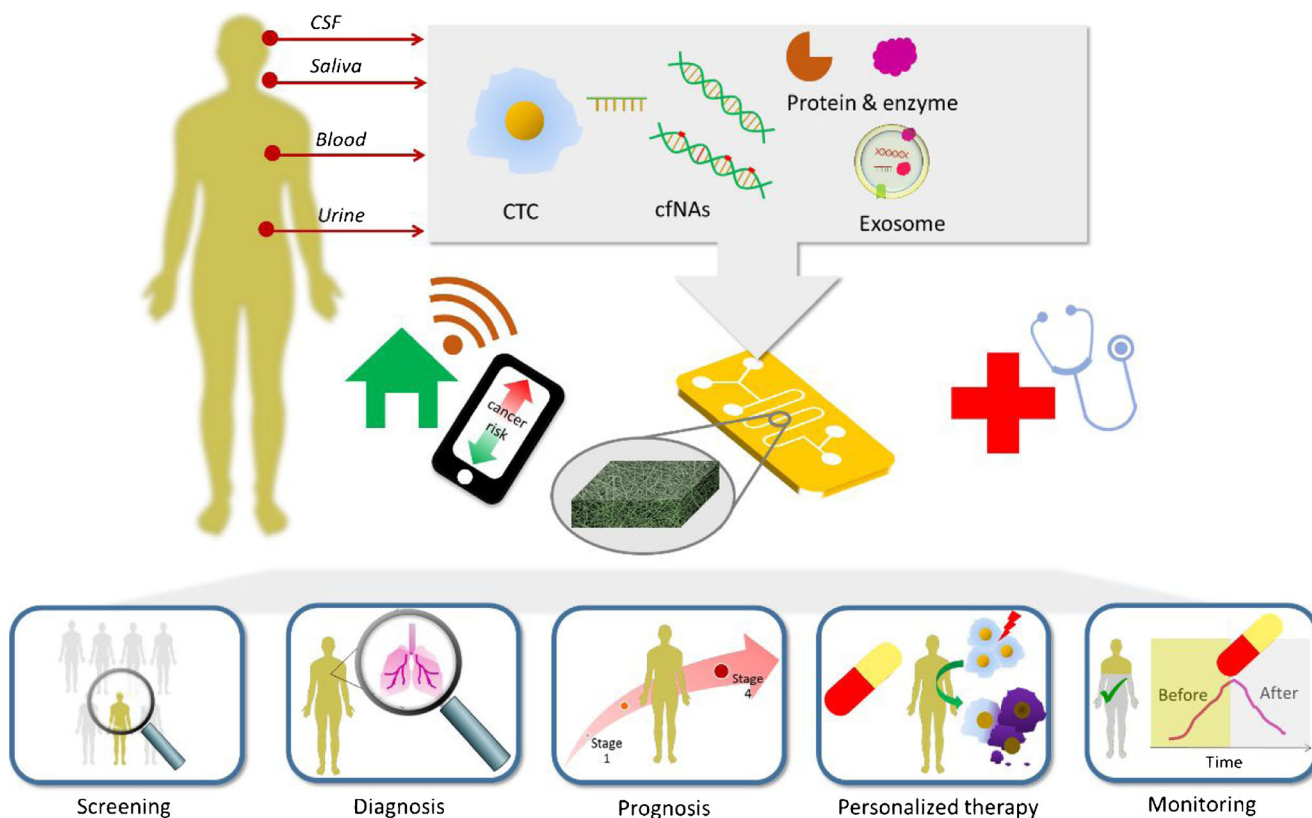 CSF
Saliva
Blood
Urine
CTC
cfNAs
Protein & enzyme
Exosome
cancer
risk
Stage
1
Stage
4
Before
After
Time
Screening
Diagnosis
Prognosis
Personalized therapy
Monitoring